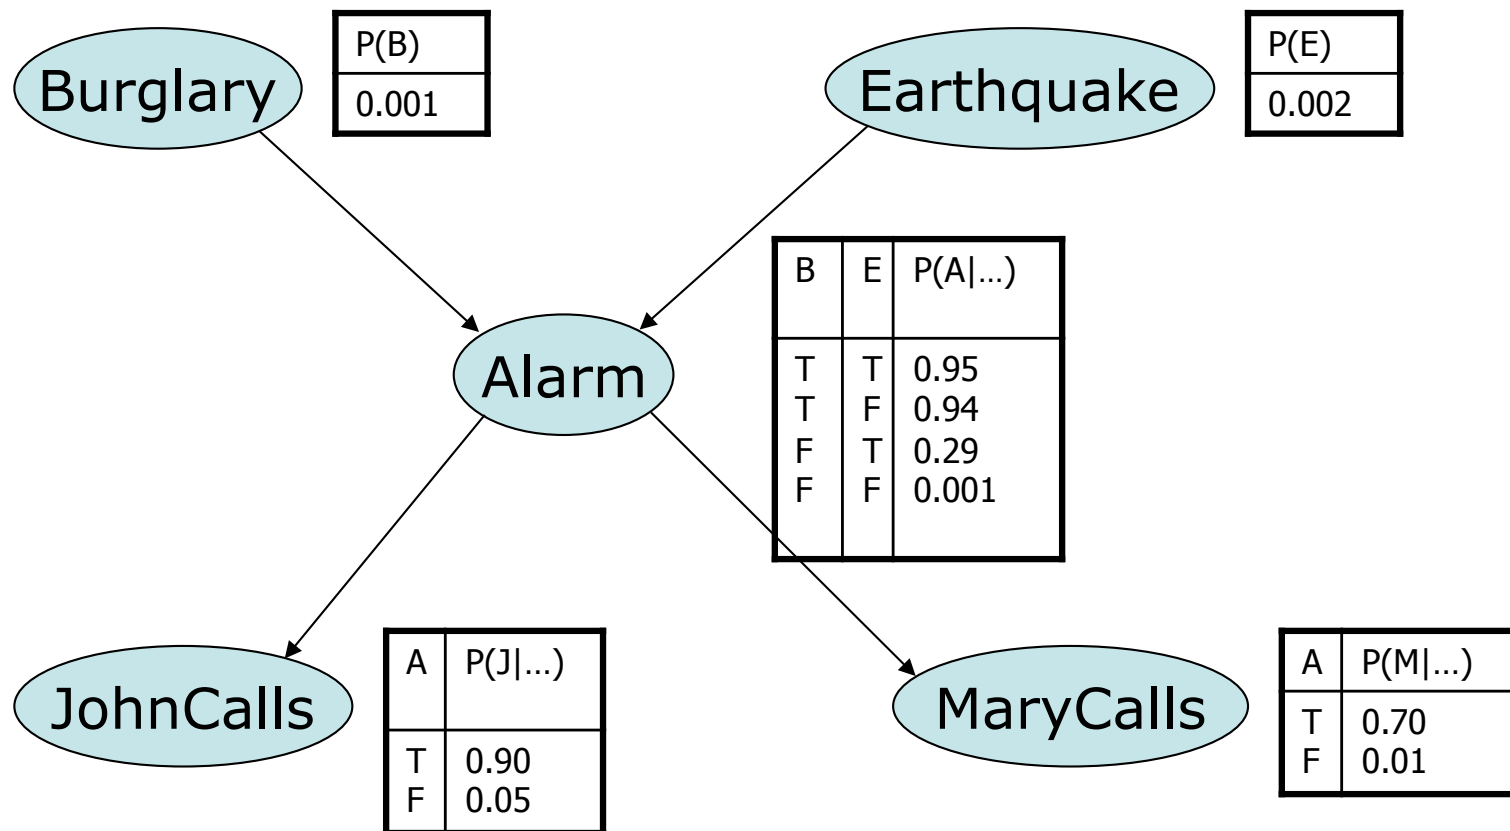 Burglary
P(B)
0.001
Earthquake
P(E)
0.002
Alarm
B E P(A|...)
T T 0.95
T F 0.94
F T 0.29
F F 0.001
JohnCalls
A P(J|...)
T 0.90
F 0.05
MaryCalls
A P(M|...)
T 0.70
F 0.01